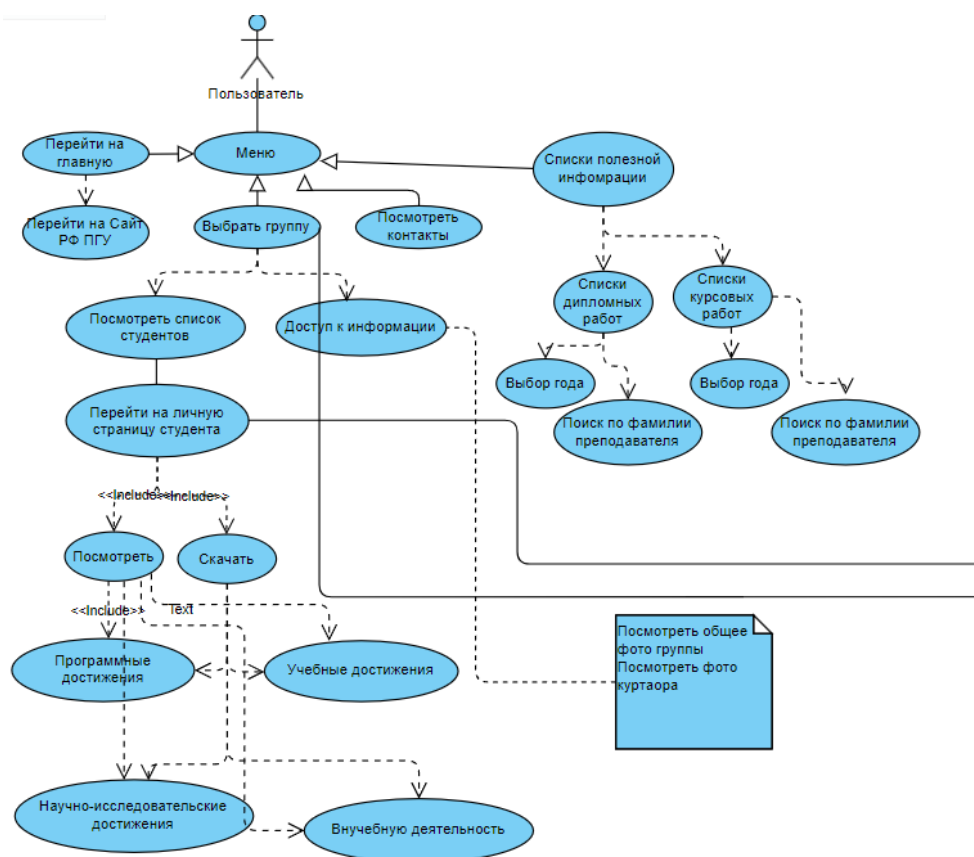 Пользователь
Перейти на
главную
Меню
Списки полезной
инфомрации
Перейти на Сайт
РФ ПГУ
Выбрать группу
Посмотреть
контакты
Посмотреть список
студентов
Доступ к информации
Списки
дипломных
работ
Списки
курсовых
работ
Выбор года
Выбор года
Перейти на личную
страницу студента
Поиск по фамилии
преподавателя
Поиск по фамилии
преподавателя
<<Include>>
<<Include>>
Посмотреть
Скачать
<<Include>>
Text
Посмотреть общее
фото группы
Посмотреть фото
куртаора
Программные
достижения
Учебные достижения
Научно-исследовательские
достижения
Внучебную деятельность